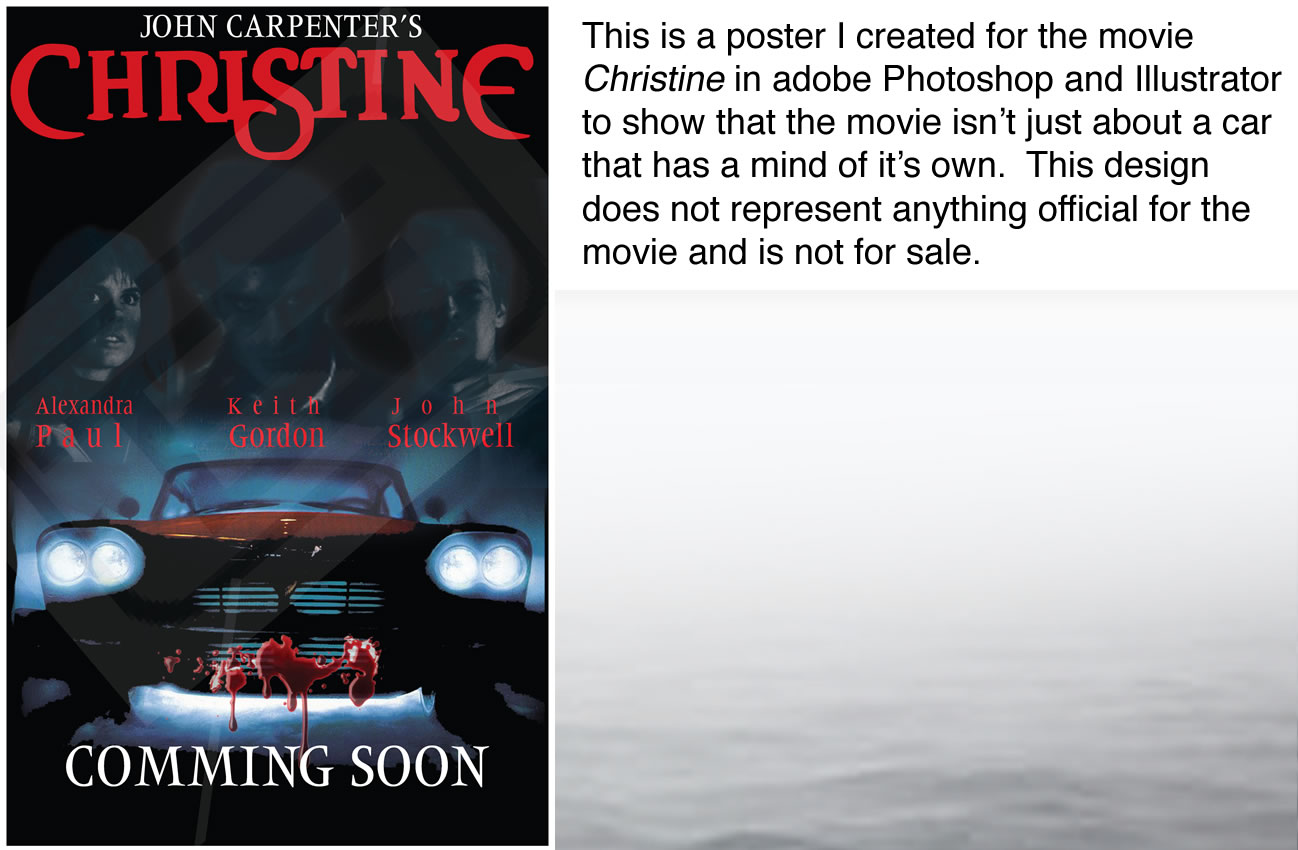 JOHN CARPENTER'S
CHRISTINE
Alexandra
Paul
Keith
Gordon
John
Stockwell
COMMING SOON
This is a poster I created for the movie
Christine in adobe Photoshop and Illustrator
to show that the movie isn't just about a car
that has a mind of it's own.  This design
does not represent anything official for the
movie and is not for sale.